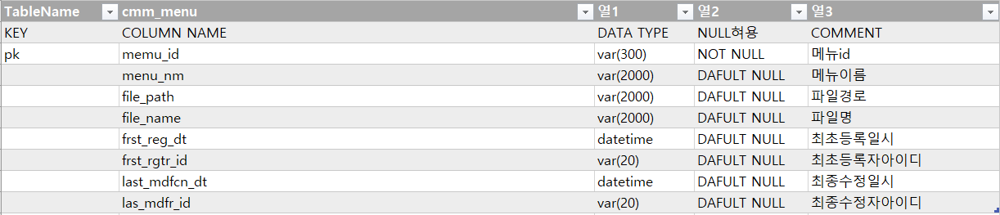 TableName cmm_menu 열1 열2 열3
KEY COLUMN NAME DATA TYPE NULL허용 COMMENT
pk memu_id var(300) NOT NULL 메뉴id
menu_nm var(2000) DAFULT NULL 메뉴이름
file_path var(2000) DAFULT NULL 파일경로
file_name var(2000) DAFULT NULL 파일명
frst_reg_dt datetime DAFULT NULL 최초등록일시
frst_rgtr_id var(20) DAFULT NULL 최초등록자아이디
last_mdfcn_dt datetime DAFULT NULL 최종수정일시
las_mdfr_id var(20) DAFULT NULL 최종수정자아이디